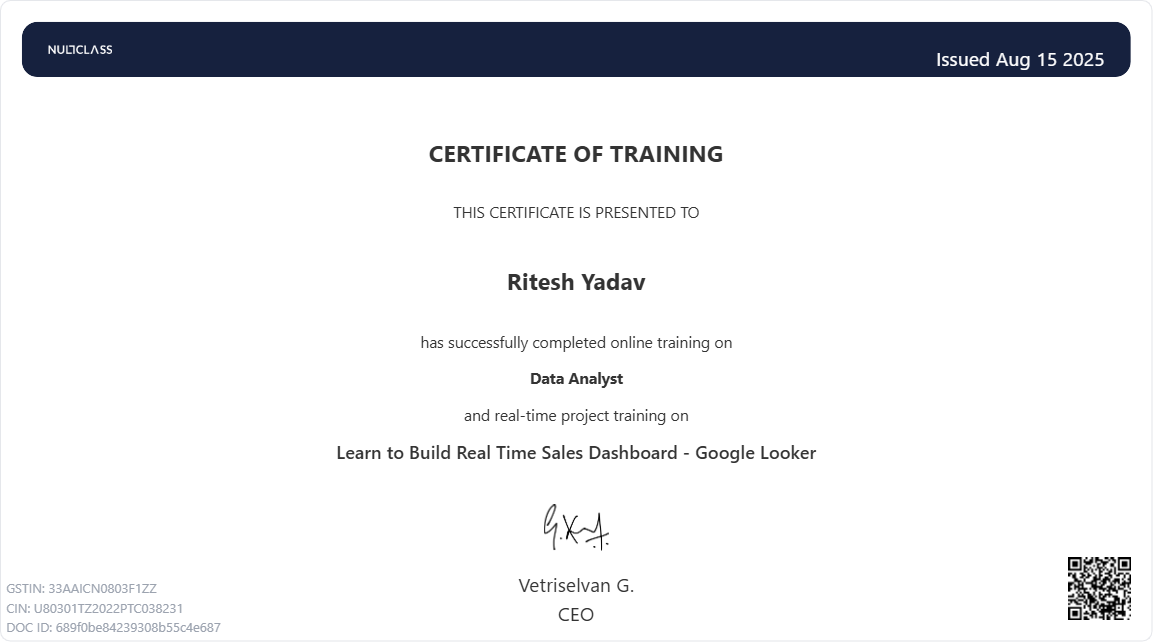 NULLCLASS
Issued Aug 15 2025
CERTIFICATE OF TRAINING
THIS CERTIFICATE IS PRESENTED TO
Ritesh Yadav
has successfully completed online training on
Data Analyst
and real-time project training on
Learn to Build Real Time Sales Dashboard - Google Looker
Vetriselvan G.
CEO
GSTIN: 33AAICN0803F1ZZ
CIN: U80301TZ2022PTC038231
DOC ID: 689f0be84239308b55c4e687